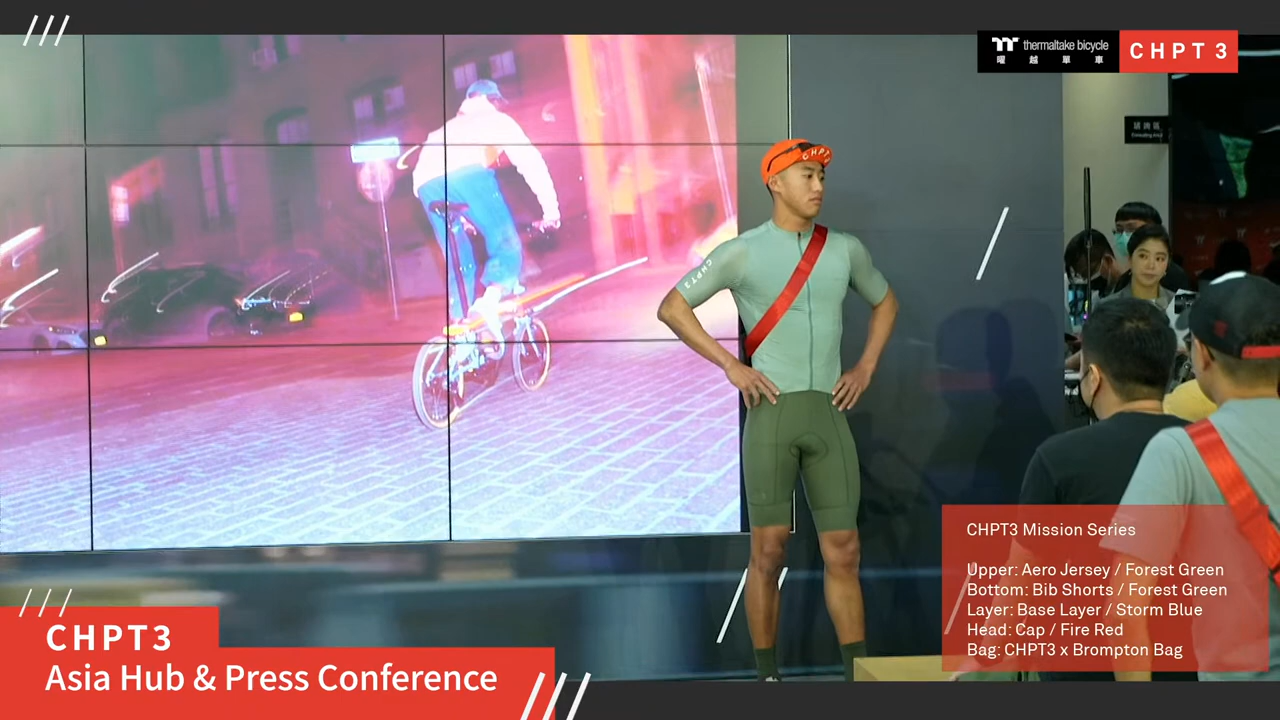 thermaltake bicycle
曜越單車
CHPT3
CHPT3
CHPT3
CHPT3 Mission Series
Upper: Aero Jersey / Forest Green
Bottom: Bib Shorts / Forest Green
Layer: Base Layer / Storm Blue
Head: Cap / Fire Red
Bag: CHPT3 x Brompton Bag
CHPT3
Asia Hub & Press Conference